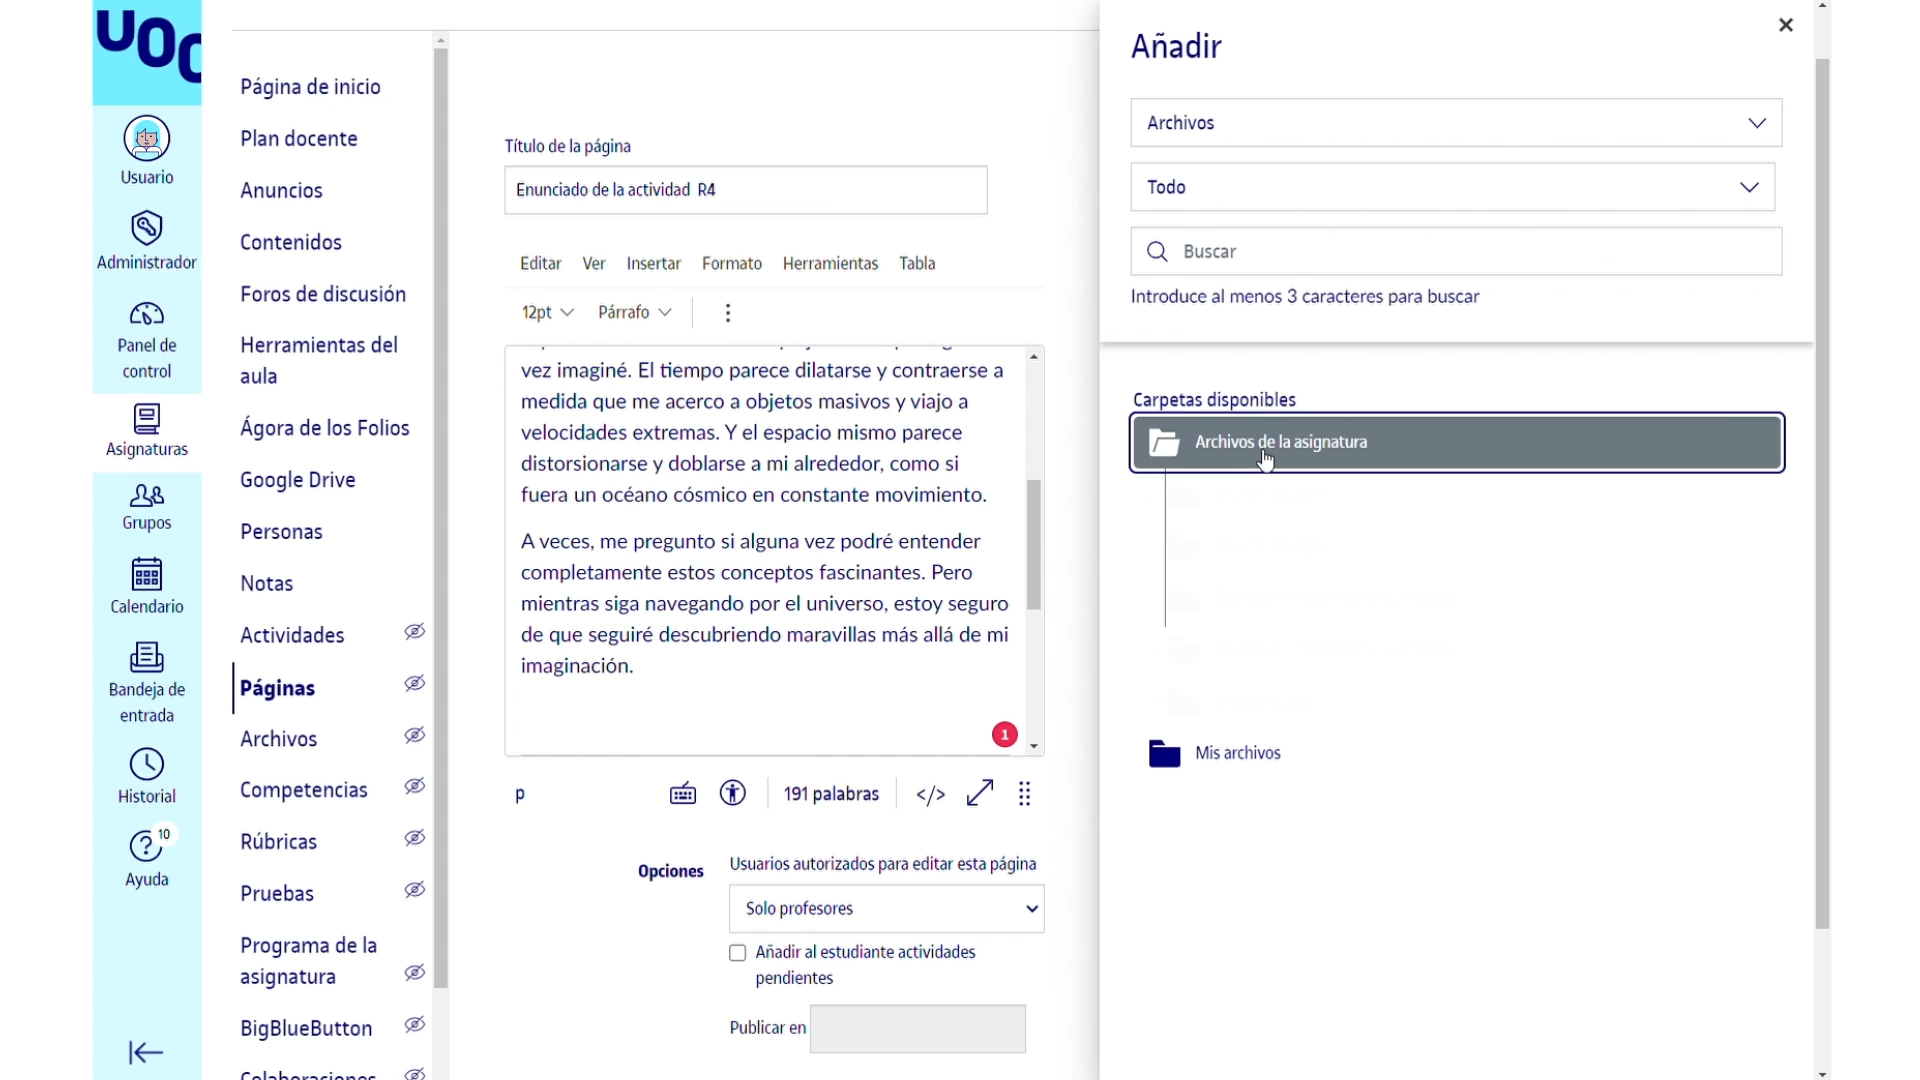 UOC
Usuario
Administrador
Panel de
control
Asignaturas
Grupos
Calendario
Bandeja de
entrada
Historial
10
Ayuda
Página de inicio
Plan docente
Anuncios
Contenidos
Foros de discusión
Herramientas del
aula
Ágora de los Folios
Google Drive
Personas
Notas
Actividades
Páginas
Archivos
Competencias
Rúbricas
Pruebas
Programa de la
asignatura
BigBlueButton
Colaboraciones
Título de la página
Enunciado de la actividad R4
Editar Ver Insertar Formato Herramientas Tabla
12pt Párrafo
vez imaginé. El tiempo parece dilatarse y contraerse a
medida que me acerco a objetos masivos y viajo a
velocidades extremas. Y el espacio mismo parece
distorsionarse y doblarse a mi alrededor, como si
fuera un océano cósmico en constante movimiento.
A veces, me pregunto si alguna vez podré entender
completamente estos conceptos fascinantes. Pero
mientras siga navegando por el universo, estoy seguro
de que seguiré descubriendo maravillas más allá de mi
imaginación.
1
p 191 palabras </>
Opciones
Usuarios autorizados para editar esta página
Solo profesores
Añadir al estudiante actividades
pendientes
Publicar en
Añadir
Archivos
Todo
Buscar
Introduce al menos 3 caracteres para buscar
Carpetas disponibles
Archivos de la asignatura
Mis archivos